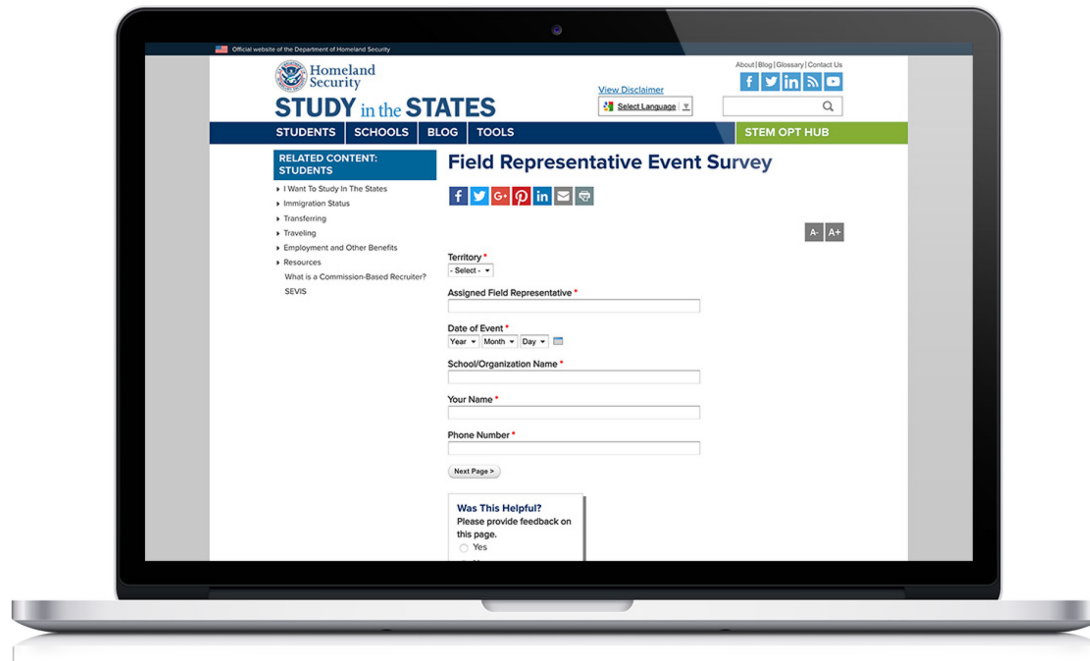 Official website of the Department of Homeland Security
Homeland
Security
STUDY in the STATES
About | Blog | Glossary | Contact Us
View Disclaimer
Select Language
STUDENTS
SCHOOLS
BLOG
TOOLS
STEM OPT HUB
RELATED CONTENT:
STUDENTS
I Want To Study In The States
Immigration Status
Transferring
Traveling
Employment and Other Benefits
Resources
What is a Commission-Based Recruiter?
SEVIS
Field Representative Event Survey
A- A+
Territory *
- Select -
Assigned Field Representative *
Date of Event *
Year Month Day
School/Organization Name *
Your Name *
Phone Number *
Next Page >
Was This Helpful?
Please provide feedback on
this page.
Yes